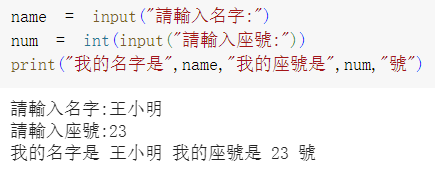 name = input("請輸入名字:")
num = int(input("請輸入座號:"))
print("我的名字是",name,"我的座號是",num,"號")
請輸入名字:王小明
請輸入座號:23
我的名字是 王小明 我的座號是 23 號